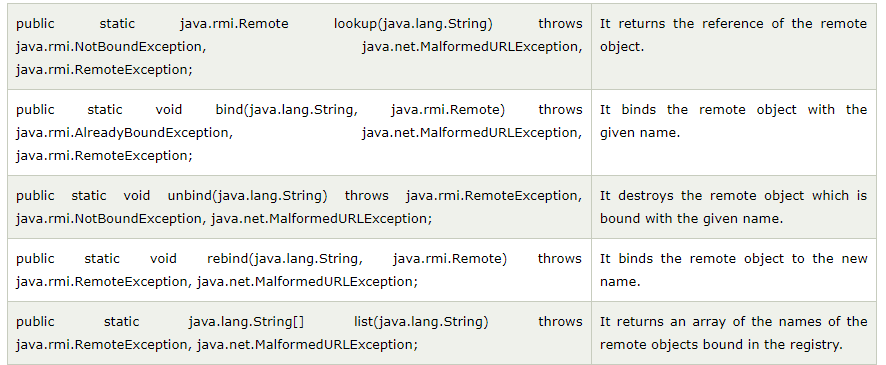 public static java.rmi.Remote lookup(java.lang.String) throws
java.rmi.NotBoundException, java.net.MalformedURLException,
java.rmi.RemoteException;
It returns the reference of the remote
object.
public static void bind(java.lang.String, java.rmi.Remote) throws
java.rmi.AlreadyBoundException, java.net.MalformedURLException,
java.rmi.RemoteException;
It binds the remote object with the
given name.
public static void unbind(java.lang.String) throws java.rmi.RemoteException,
java.rmi.NotBoundException, java.net.MalformedURLException;
It destroys the remote object which is
bound with the given name.
public static void rebind(java.lang.String, java.rmi.Remote) throws
java.rmi.RemoteException, java.net.MalformedURLException;
It binds the remote object to the new
name.
public static java.lang.String[] list(java.lang.String) throws
java.rmi.RemoteException, java.net.MalformedURLException;
It returns an array of the names of the
remote objects bound in the registry.